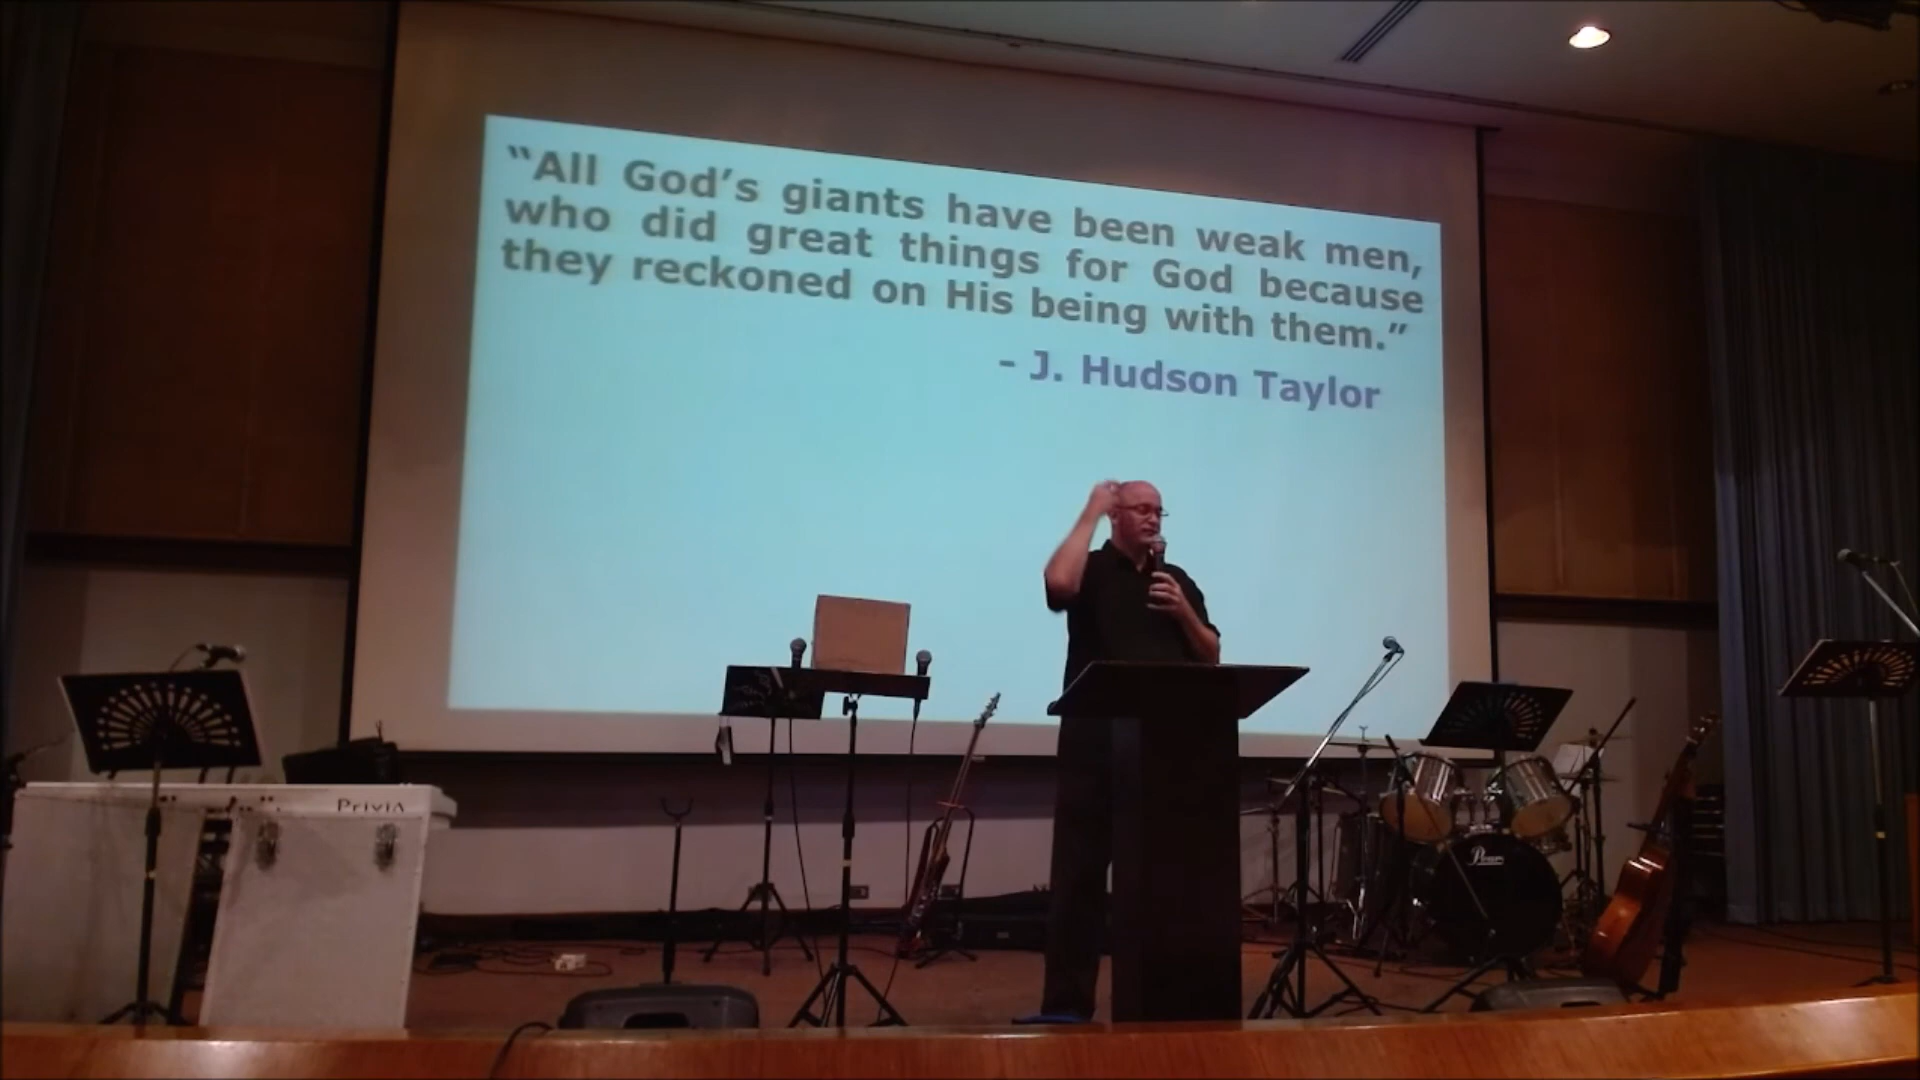 “All God’s giants have been weak men,
who did great things for God because
they reckoned on His being with them.”
– J. Hudson Taylor
Privia
Pearl